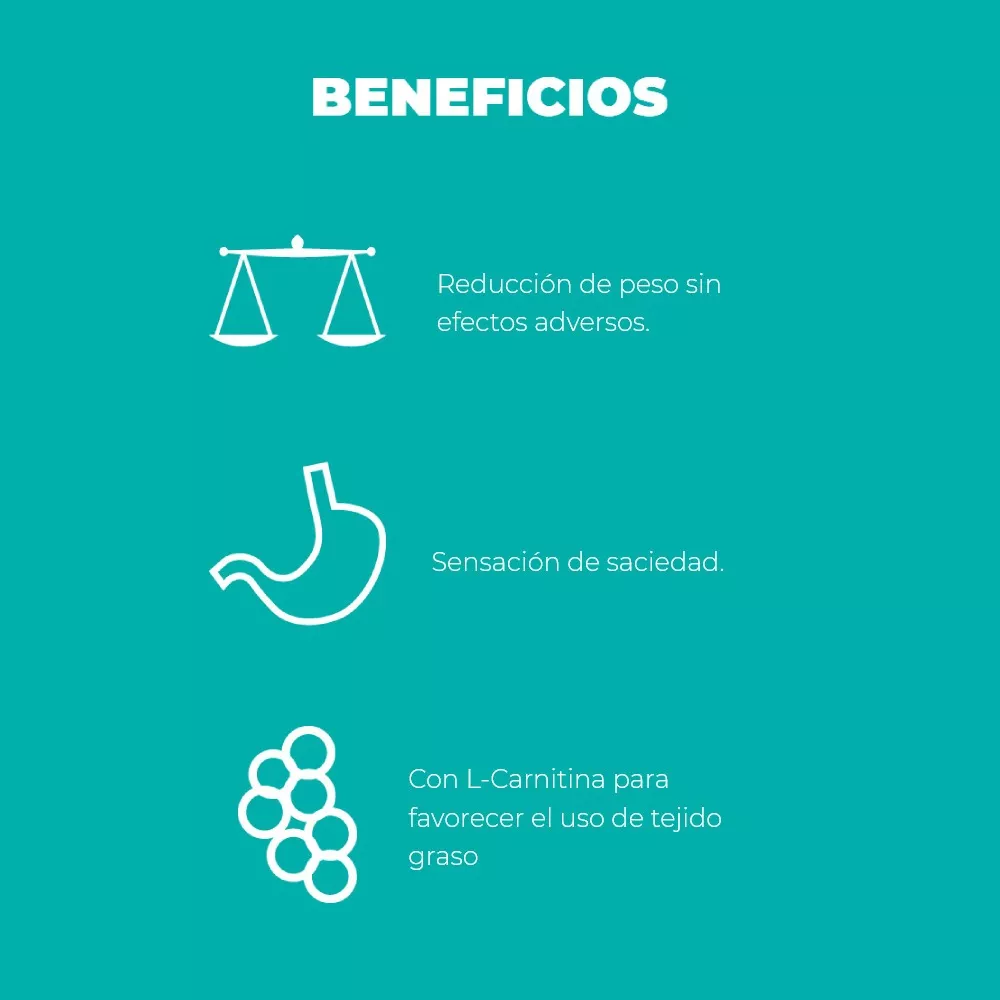 BENEFICIOS
Reducción de peso sin
efectos adversos.
Sensación de saciedad.
Con L-Carnitina para
favorecer el uso de tejido
graso